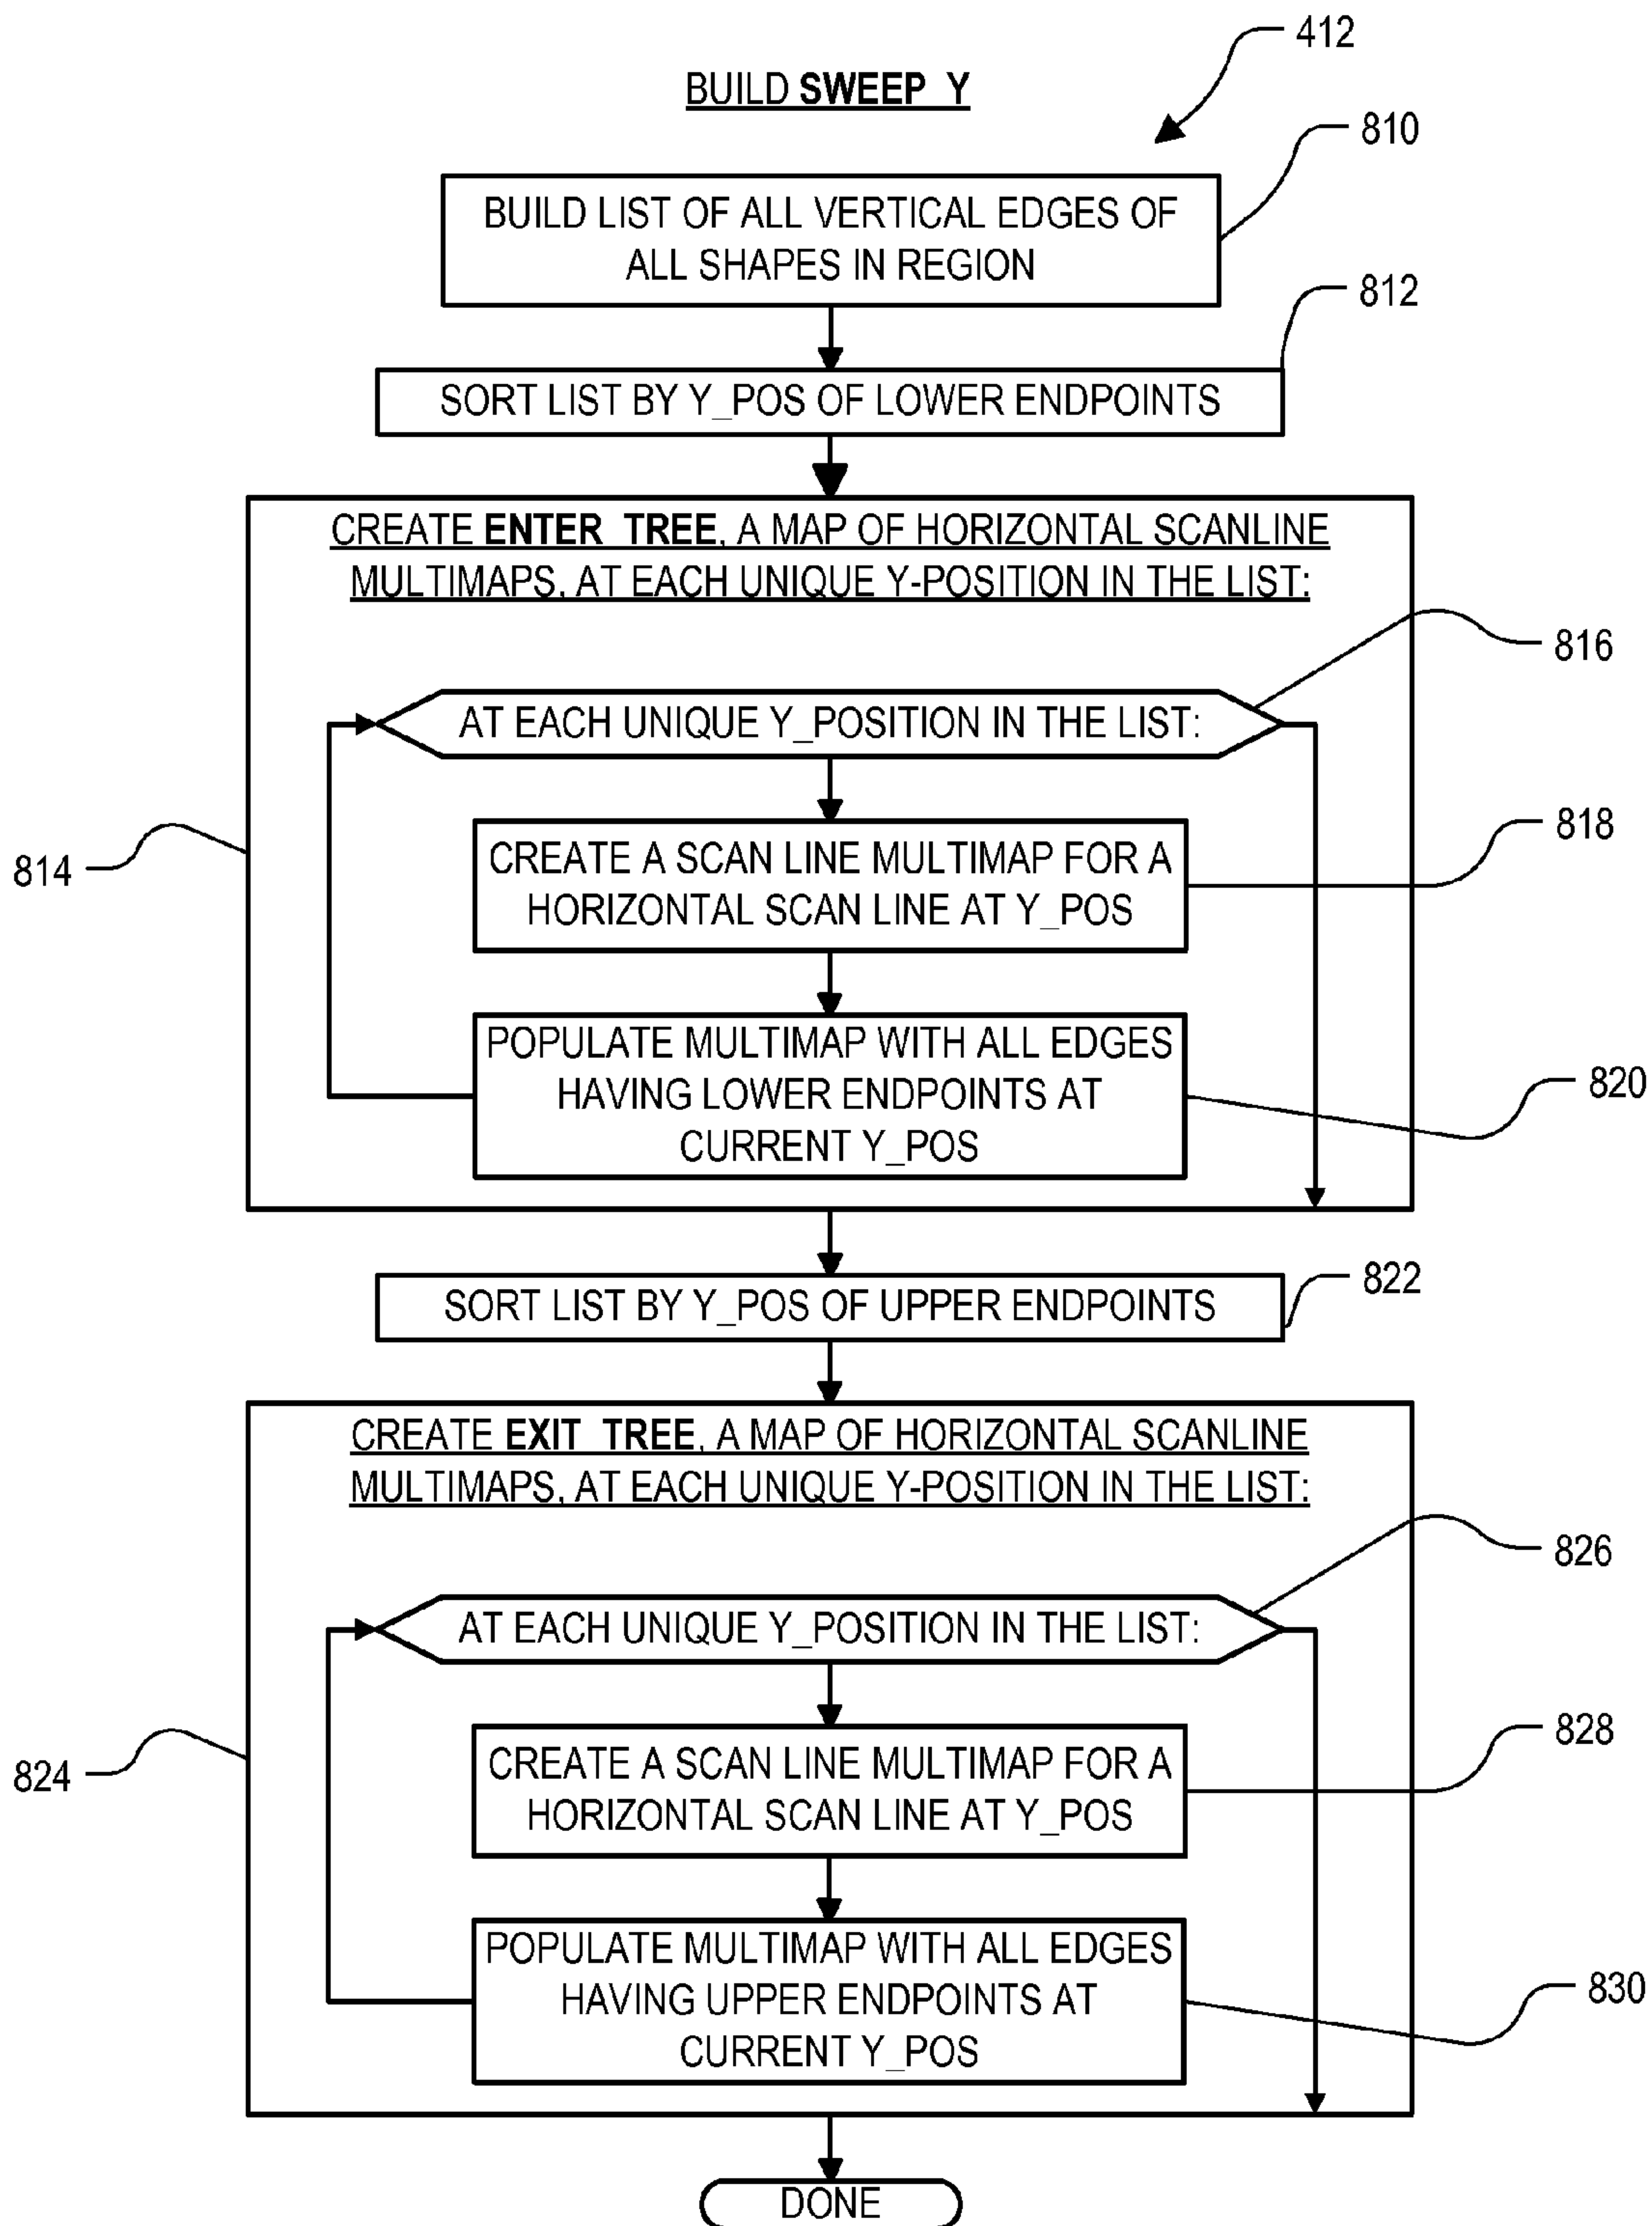 412
BUILD SWEEP_Y
810
BUILD LIST OF ALL VERTICAL EDGES OF
ALL SHAPES IN REGION
812
SORT LIST BY Y_POS OF LOWER ENDPOINTS
CREATE ENTER_TREE, A MAP OF HORIZONTAL SCANLINE
MULTIMAPS, AT EACH UNIQUE Y-POSITION IN THE LIST:
816
AT EACH UNIQUE Y_POSITION IN THE LIST:
818
CREATE A SCAN LINE MULTIMAP FOR A
HORIZONTAL SCAN LINE AT Y_POS
814
POPULATE MULTIMAP WITH ALL EDGES
HAVING LOWER ENDPOINTS AT
CURRENT Y_POS
820
822
SORT LIST BY Y_POS OF UPPER ENDPOINTS
CREATE EXIT_TREE, A MAP OF HORIZONTAL SCANLINE
MULTIMAPS, AT EACH UNIQUE Y-POSITION IN THE LIST:
826
AT EACH UNIQUE Y_POSITION IN THE LIST:
828
CREATE A SCAN LINE MULTIMAP FOR A
HORIZONTAL SCAN LINE AT Y_POS
824
POPULATE MULTIMAP WITH ALL EDGES
HAVING UPPER ENDPOINTS AT
CURRENT Y_POS
830
DONE